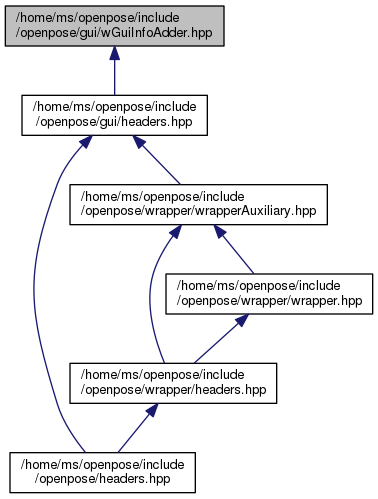 /home/ms/openpose/include
/openpose/gui/wGuiInfoAdder.hpp
/home/ms/openpose/include
/openpose/gui/headers.hpp
/home/ms/openpose/include
/openpose/wrapper/wrapperAuxiliary.hpp
/home/ms/openpose/include
/openpose/wrapper/wrapper.hpp
/home/ms/openpose/include
/openpose/wrapper/headers.hpp
/home/ms/openpose/include
/openpose/headers.hpp